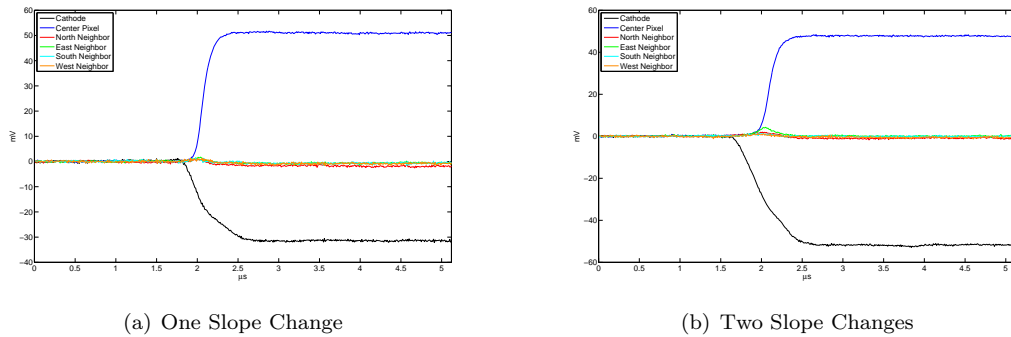 Cathode
Center Pixel
North Neighbor
East Neighbor
South Neighbor
West Neighbor
60
50
40
30
20
10
0
−10
−20
−30
−40
mV
0 0.5 1 1.5 2 2.5 3 3.5 4 4.5 5
μs
(a) One Slope Change
Cathode
Center Pixel
North Neighbor
East Neighbor
South Neighbor
West Neighbor
60
40
20
0
−20
−40
−60
mV
0 0.5 1 1.5 2 2.5 3 3.5 4 4.5 5
μs
(b) Two Slope Changes